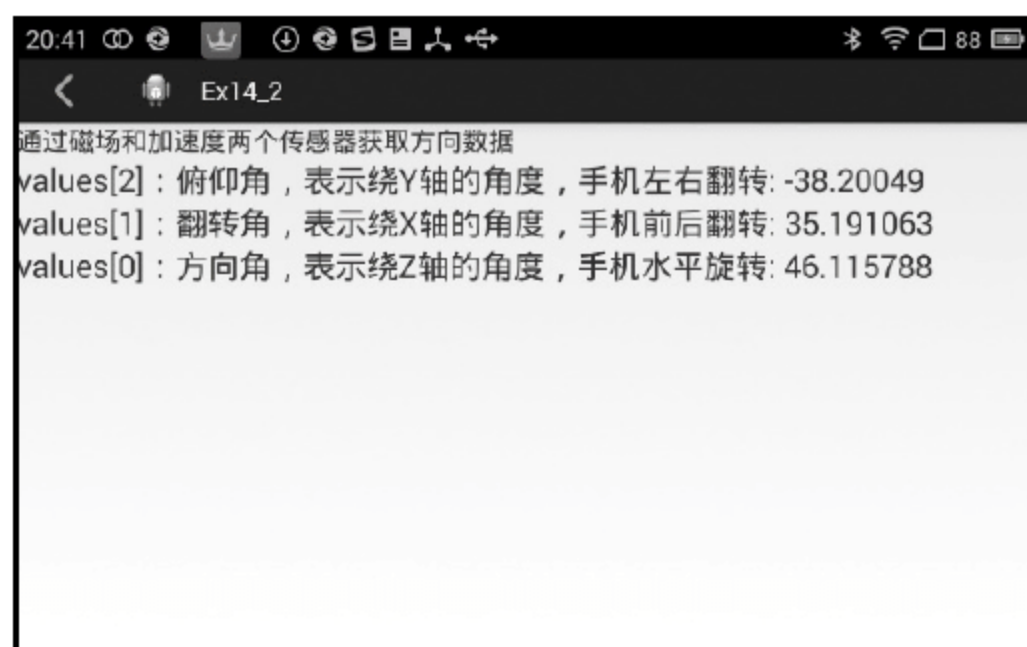 20:41 88
Ex14_2
通过磁场和加速度两个传感器获取方向数据
values[2]：俯仰角，表示绕Y轴的角度，手机左右翻转: -38.20049
values[1]：翻转角，表示绕X轴的角度，手机前后翻转: 35.191063
values[0]：方向角，表示绕Z轴的角度，手机水平旋转: 46.115788